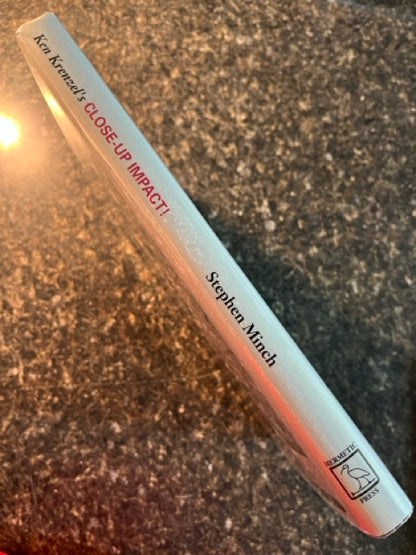 Ken Krenzel's CLOSE-UP IMPACT!
Stephen Minch
HERMETIC
PRESS